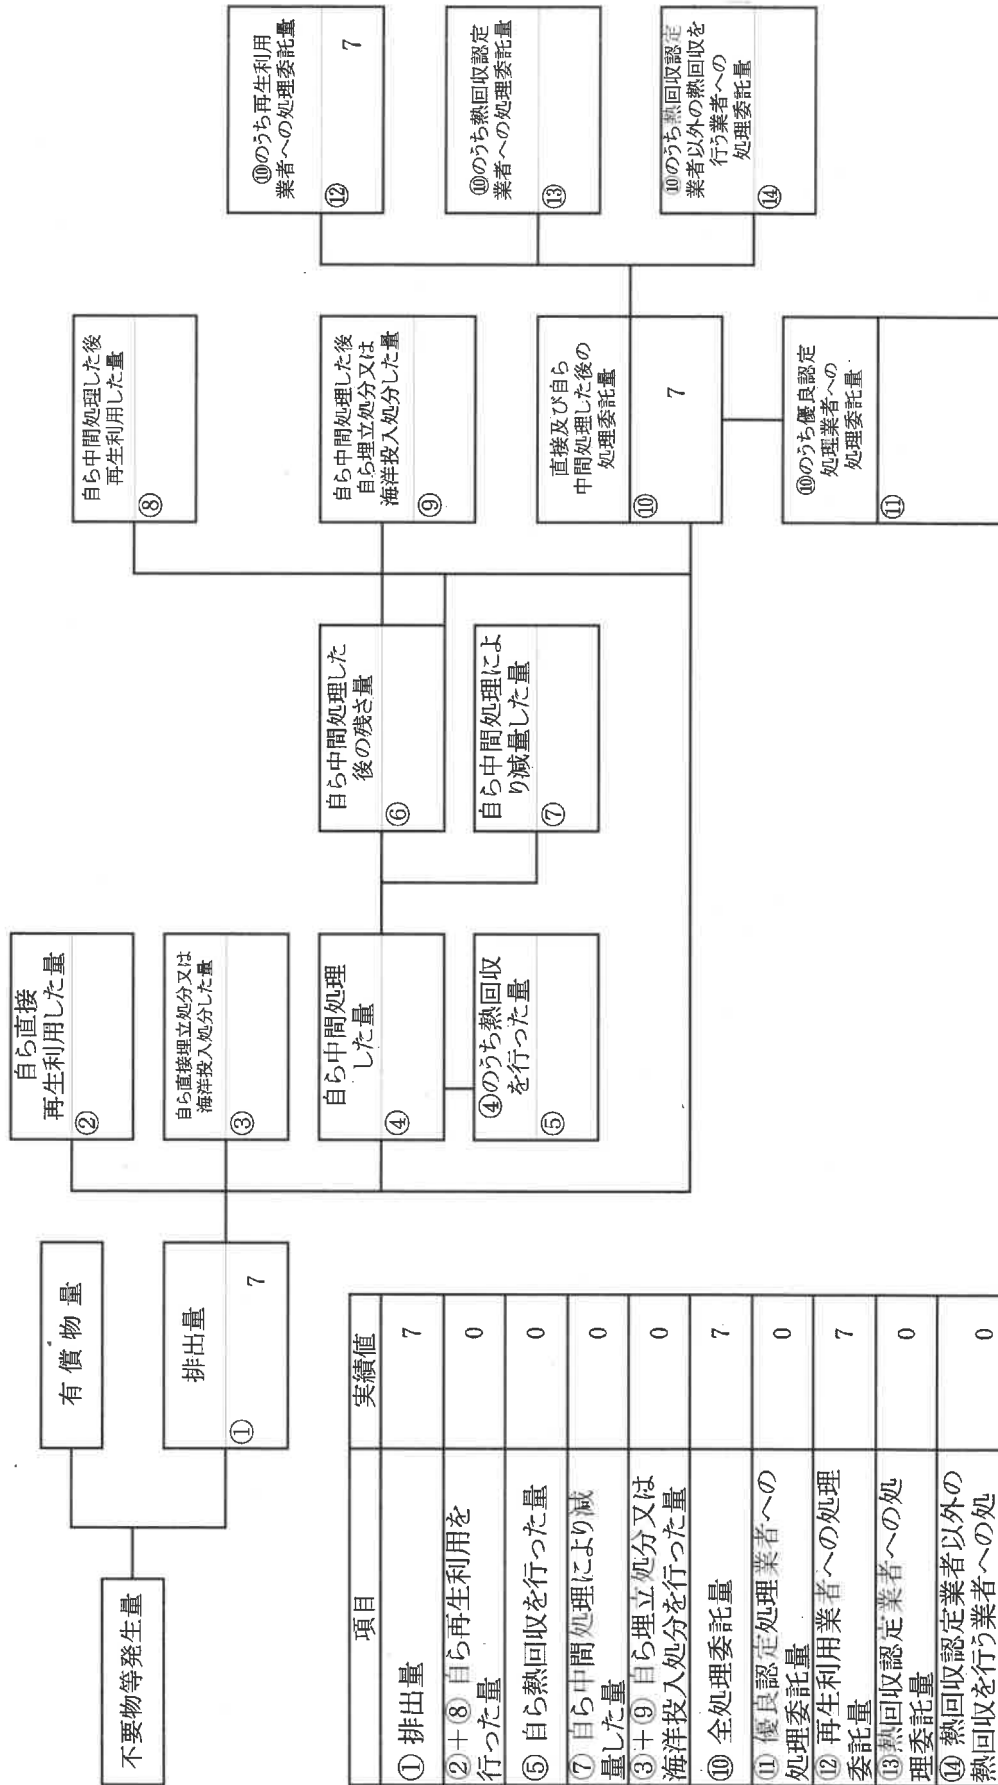 不要物等発生量
有償物量
排出量
①
7
自ら直接
再生利用した量
②
自ら直接埋立処分又は
海洋投入処分した量
③
自ら中間処理
した量
④
④のうち熱回収
を行った量
⑤
自ら中間処理した
後の残さ量
⑥
自ら中間処理によ
り減量した量
⑦
自ら中間処理した後
再生利用した量
⑧
自ら中間処理した後
自ら埋立処分又は
海洋投入処分した量
⑨
直接及び自ら
中間処理した後の
処理委託量
⑩
7
⑩のうち優良認定
処理業者への
処理委託量
⑪
⑩のうち再生利用
業者への処理委託量
⑫
7
⑩のうち熱回収認定
業者への処理委託量
⑬
⑩のうち熱回収認定
業者以外の熱回収を
行う業者への
処理委託量
⑭
項目 実績値
① 排出量 7
②+⑧ 自ら再生利用を
行った量 0
⑤ 自ら熱回収を行った量 0
⑦ 自ら中間処理により減
量した量 0
③+⑨ 自ら埋立処分又は
海洋投入処分を行った量 0
⑩ 全処理委託量 7
⑪ 優良認定処理業者への
処理委託量 0
⑫ 再生利用業者への処理
委託量 7
⑬熱回収認定業者への処
理委託量 0
⑭ 熱回収認定業者以外の
熱回収を行う業者への処 0